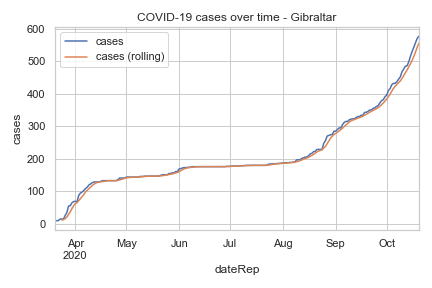 COVID-19 cases over time - Gibraltar
cases
cases (rolling)
600
500
400
300
200
100
0
cases
Apr
2020
May
Jun
Jul
Aug
Sep
Oct
dateRep